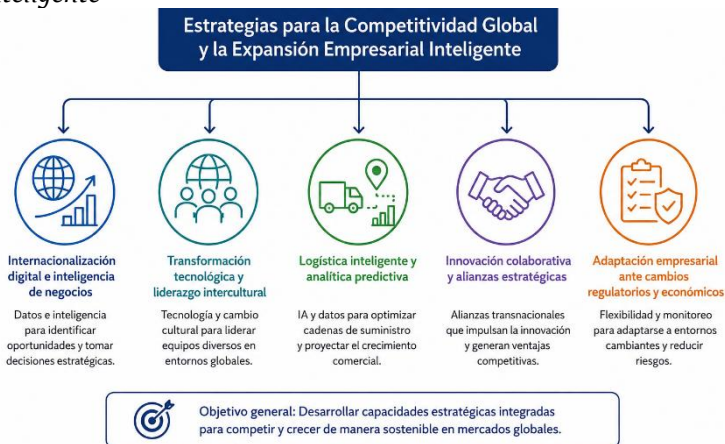 Estrategias para la Competitividad Global
y la Expansión Empresarial Inteligente
Internacionalización
digital e inteligencia
de negocios
Datos e inteligencia
para identificar
oportunidades y tomar
decisiones estratégicas.
Transformación
tecnológica y
liderazgo intercultural
Tecnología y cambio
cultural para liderar
equipos diversos en
entornos globales.
Logística inteligente y
analítica predictiva
IA y datos para optimizar
cadenas de suministro
y proyectar el crecimiento
comercial.
Innovación colaborativa
y alianzas estratégicas
Alianzas transnacionales
que impulsan la innovación
y generan ventajas
competitivas.
Adaptación empresarial
ante cambios
regulatorios y económicos
Flexibilidad y monitoreo
para adaptarse a entornos
cambiantes y reducir
riesgos.
Objetivo general: Desarrollar capacidades estratégicas integradas
para competir y crecer de manera sostenible en mercados globales.